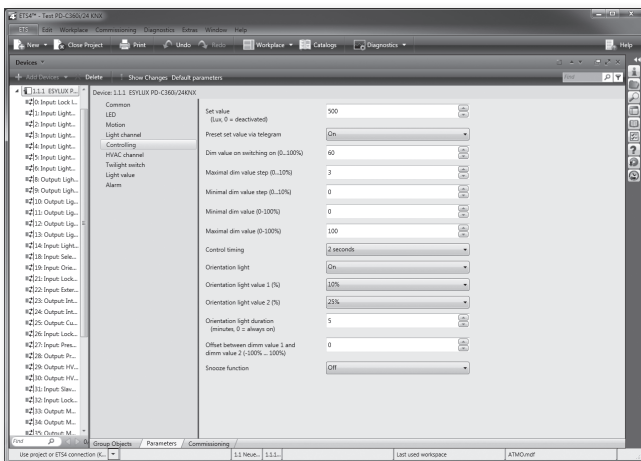 ETS4™ - Test PD-C360i/24 KNX
ETS Edit Workplace Commissioning Diagnostics Extras Window Help
New Close Project Print Undo Redo Workplace Catalogs Diagnostics Help
Devices
Add Devices Delete Show Changes Default parameters Find
1.1.1 ESYLUX P...
0: Input: Lock I...
1: Input: Light...
2: Input: Light...
3: Input: Light...
4: Input: Light...
5: Input: Light...
6: Input: Light...
8: Output: Ligh...
9: Output: Ligh...
10: Output: Lig...
11: Output: Lig...
12: Output: Lig...
13: Output: Lig...
14: Input: Light...
18: Input: Sele...
19: Input: Orie...
21: Input: Lock...
22: Input: Exter...
23: Output: Int...
24: Output: Int...
25: Output: Cu...
26: Input: Lock...
27: Input: Pres...
28: Output: Pr...
29: Output: HV...
30: Output: HV...
31: Input: Slav...
32: Input: Lock...
33: Output: M...
34: Output: M...
35: Output: M...
Find
Device: 1.1.1 ESYLUX PD-C360i/24KNX
Common
LED
Motion
Light channel
Controlling
HVAC channel
Twilight switch
Light value
Alarm
Set value 500
(Lux, 0 = deactivated)
Preset set value via telegram On
Dim value on switching on (0...100%) 60
Maximal dim value step (0...10%) 3
Minimal dim value step (0...10%) 0
Minimal dim value (0-100%) 0
Maximal dim value (0-100%) 100
Control timing 2 seconds
Orientation light On
Orientation light value 1 (%) 10%
Orientation light value 2 (%) 25%
Orientation light duration 5
(minutes, 0 = always on)
Offset between dimm value 1 and 0
dimm value 2 (-100% ... 100%)
Snooze function Off
Group Objects Parameters Commissioning
Use project or ETS4 connection (K... 1.1 Neue... 1.1.1... Last used workspace ATMO.mdf